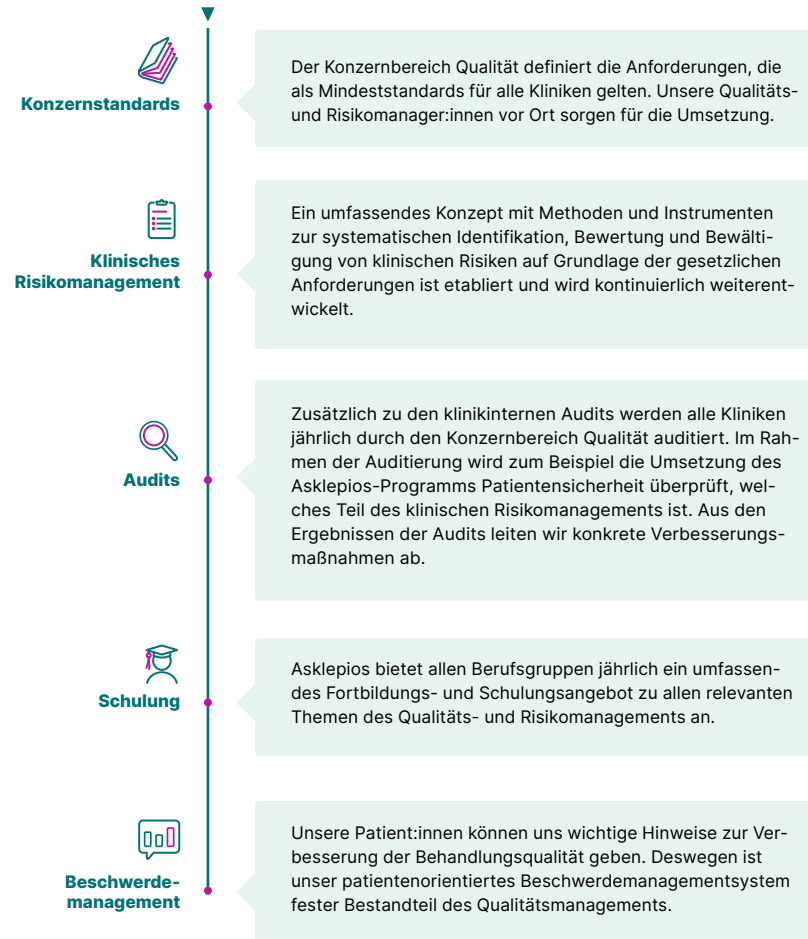 Konzernstandards
Der Konzernbereich Qualität definiert die Anforderungen, die
als Mindeststandards für alle Kliniken gelten. Unsere Qualitäts-
und Risikomanager:innen vor Ort sorgen für die Umsetzung.
Klinisches
Risikomanagement
Ein umfassendes Konzept mit Methoden und Instrumenten
zur systematischen Identifikation, Bewertung und Bewälti-
gung von klinischen Risiken auf Grundlage der gesetzlichen
Anforderungen ist etabliert und wird kontinuierlich weiterent-
wickelt.
Audits
Zusätzlich zu den klinikinternen Audits werden alle Kliniken
jährlich durch den Konzernbereich Qualität auditiert. Im Rah-
men der Auditierung wird zum Beispiel die Umsetzung des
Asklepios-Programms Patientensicherheit überprüft, wel-
ches Teil des klinischen Risikomanagements ist. Aus den
Ergebnissen der Audits leiten wir konkrete Verbesserungs-
maßnahmen ab.
Schulung
Asklepios bietet allen Berufsgruppen jährlich ein umfassen-
des Fortbildungs- und Schulungsangebot zu allen relevanten
Themen des Qualitäts- und Risikomanagements an.
Beschwerde-
management
Unsere Patient:innen können uns wichtige Hinweise zur Ver-
besserung der Behandlungsqualität geben. Deswegen ist
unser patientenorientiertes Beschwerdemanagementsystem
fester Bestandteil des Qualitätsmanagements.